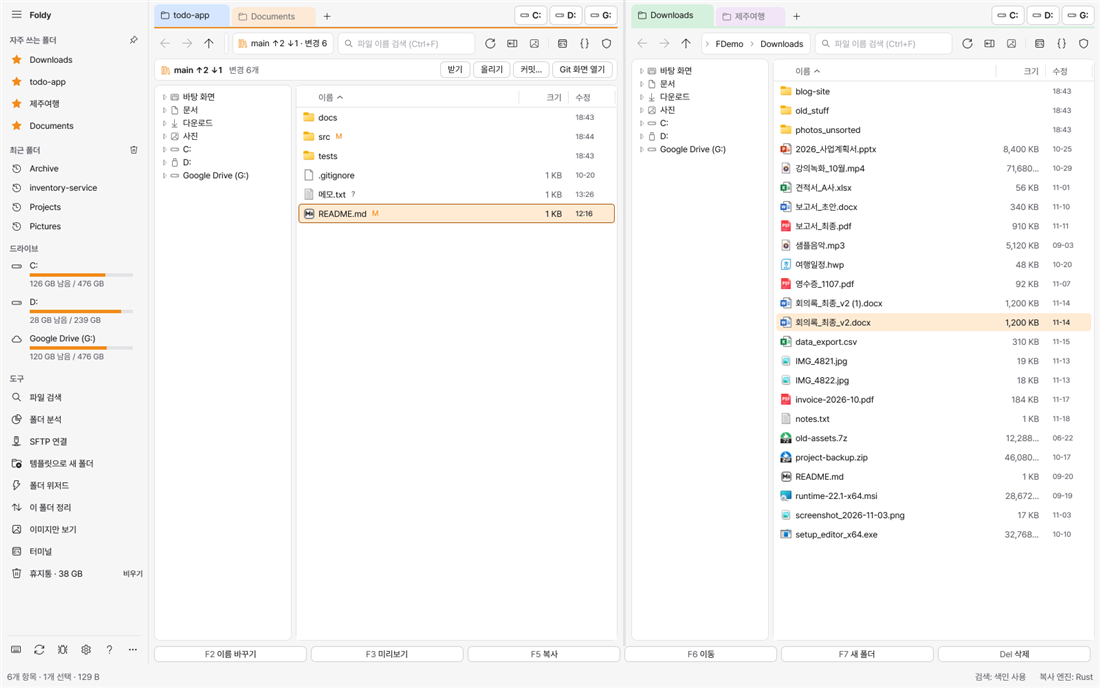 Foldy
자주 쓰는 폴더
Downloads
todo-app
제주여행
Documents
최근 폴더
Archive
inventory-service
Projects
Pictures
드라이브
C:
126 GB 남음 / 476 GB
D:
28 GB 남음 / 239 GB
Google Drive (G:)
120 GB 남음 / 476 GB
도구
파일 검색
폴더 분석
SFTP 연결
템플릿으로 새 폴더
폴더 위저드
이 폴더 정리
이미지만 보기
터미널
휴지통 · 38 GB 비우기
6개 항목 · 1개 선택 · 129 B
todo-app Documents + C: D: G:
main ↑2 ↓1 · 변경 6 파일 이름 검색 (Ctrl+F)
main ↑2 ↓1 변경 6개 받기 올리기 커밋... Git 화면 열기
바탕 화면
문서
다운로드
사진
C:
D:
Google Drive (G:)
이름 크기 수정
docs 18:43
src M 18:44
tests 18:43
.gitignore 1 KB 10-20
메모.txt ? 1 KB 13:26
README.md M 1 KB 12:16
Downloads 제주여행 + C: D: G:
FDemo Downloads 파일 이름 검색 (Ctrl+F)
바탕 화면
문서
다운로드
사진
C:
D:
Google Drive (G:)
이름 크기 수정
blog-site 18:43
old_stuff 18:43
photos_unsorted 18:43
2026_사업계획서.pptx 8,400 KB 10-25
강의녹화_10월.mp4 71,680... 10-29
견적서_A사.xlsx 56 KB 11-01
보고서_초안.docx 340 KB 11-10
보고서_최종.pdf 910 KB 11-11
샘플음악.mp3 5,120 KB 09-03
여행일정.hwp 48 KB 10-20
영수증_1107.pdf 92 KB 11-07
회의록_최종_v2 (1).docx 1,200 KB 11-14
회의록_최종_v2.docx 1,200 KB 11-14
data_export.csv 310 KB 11-15
IMG_4821.jpg 19 KB 11-13
IMG_4822.jpg 18 KB 11-13
invoice-2026-10.pdf 184 KB 11-17
notes.txt 1 KB 11-18
old-assets.7z 12,288... 06-22
project-backup.zip 46,080... 10-17
README.md 1 KB 09-20
runtime-22.1-x64.msi 28,672... 09-19
screenshot_2026-11-03.png 17 KB 11-03
setup_editor_x64.exe 32,768... 10-10
F2 이름 바꾸기 F3 미리보기 F5 복사 F6 이동 F7 새 폴더 Del 삭제
검색: 색인 사용 복사 엔진: Rust